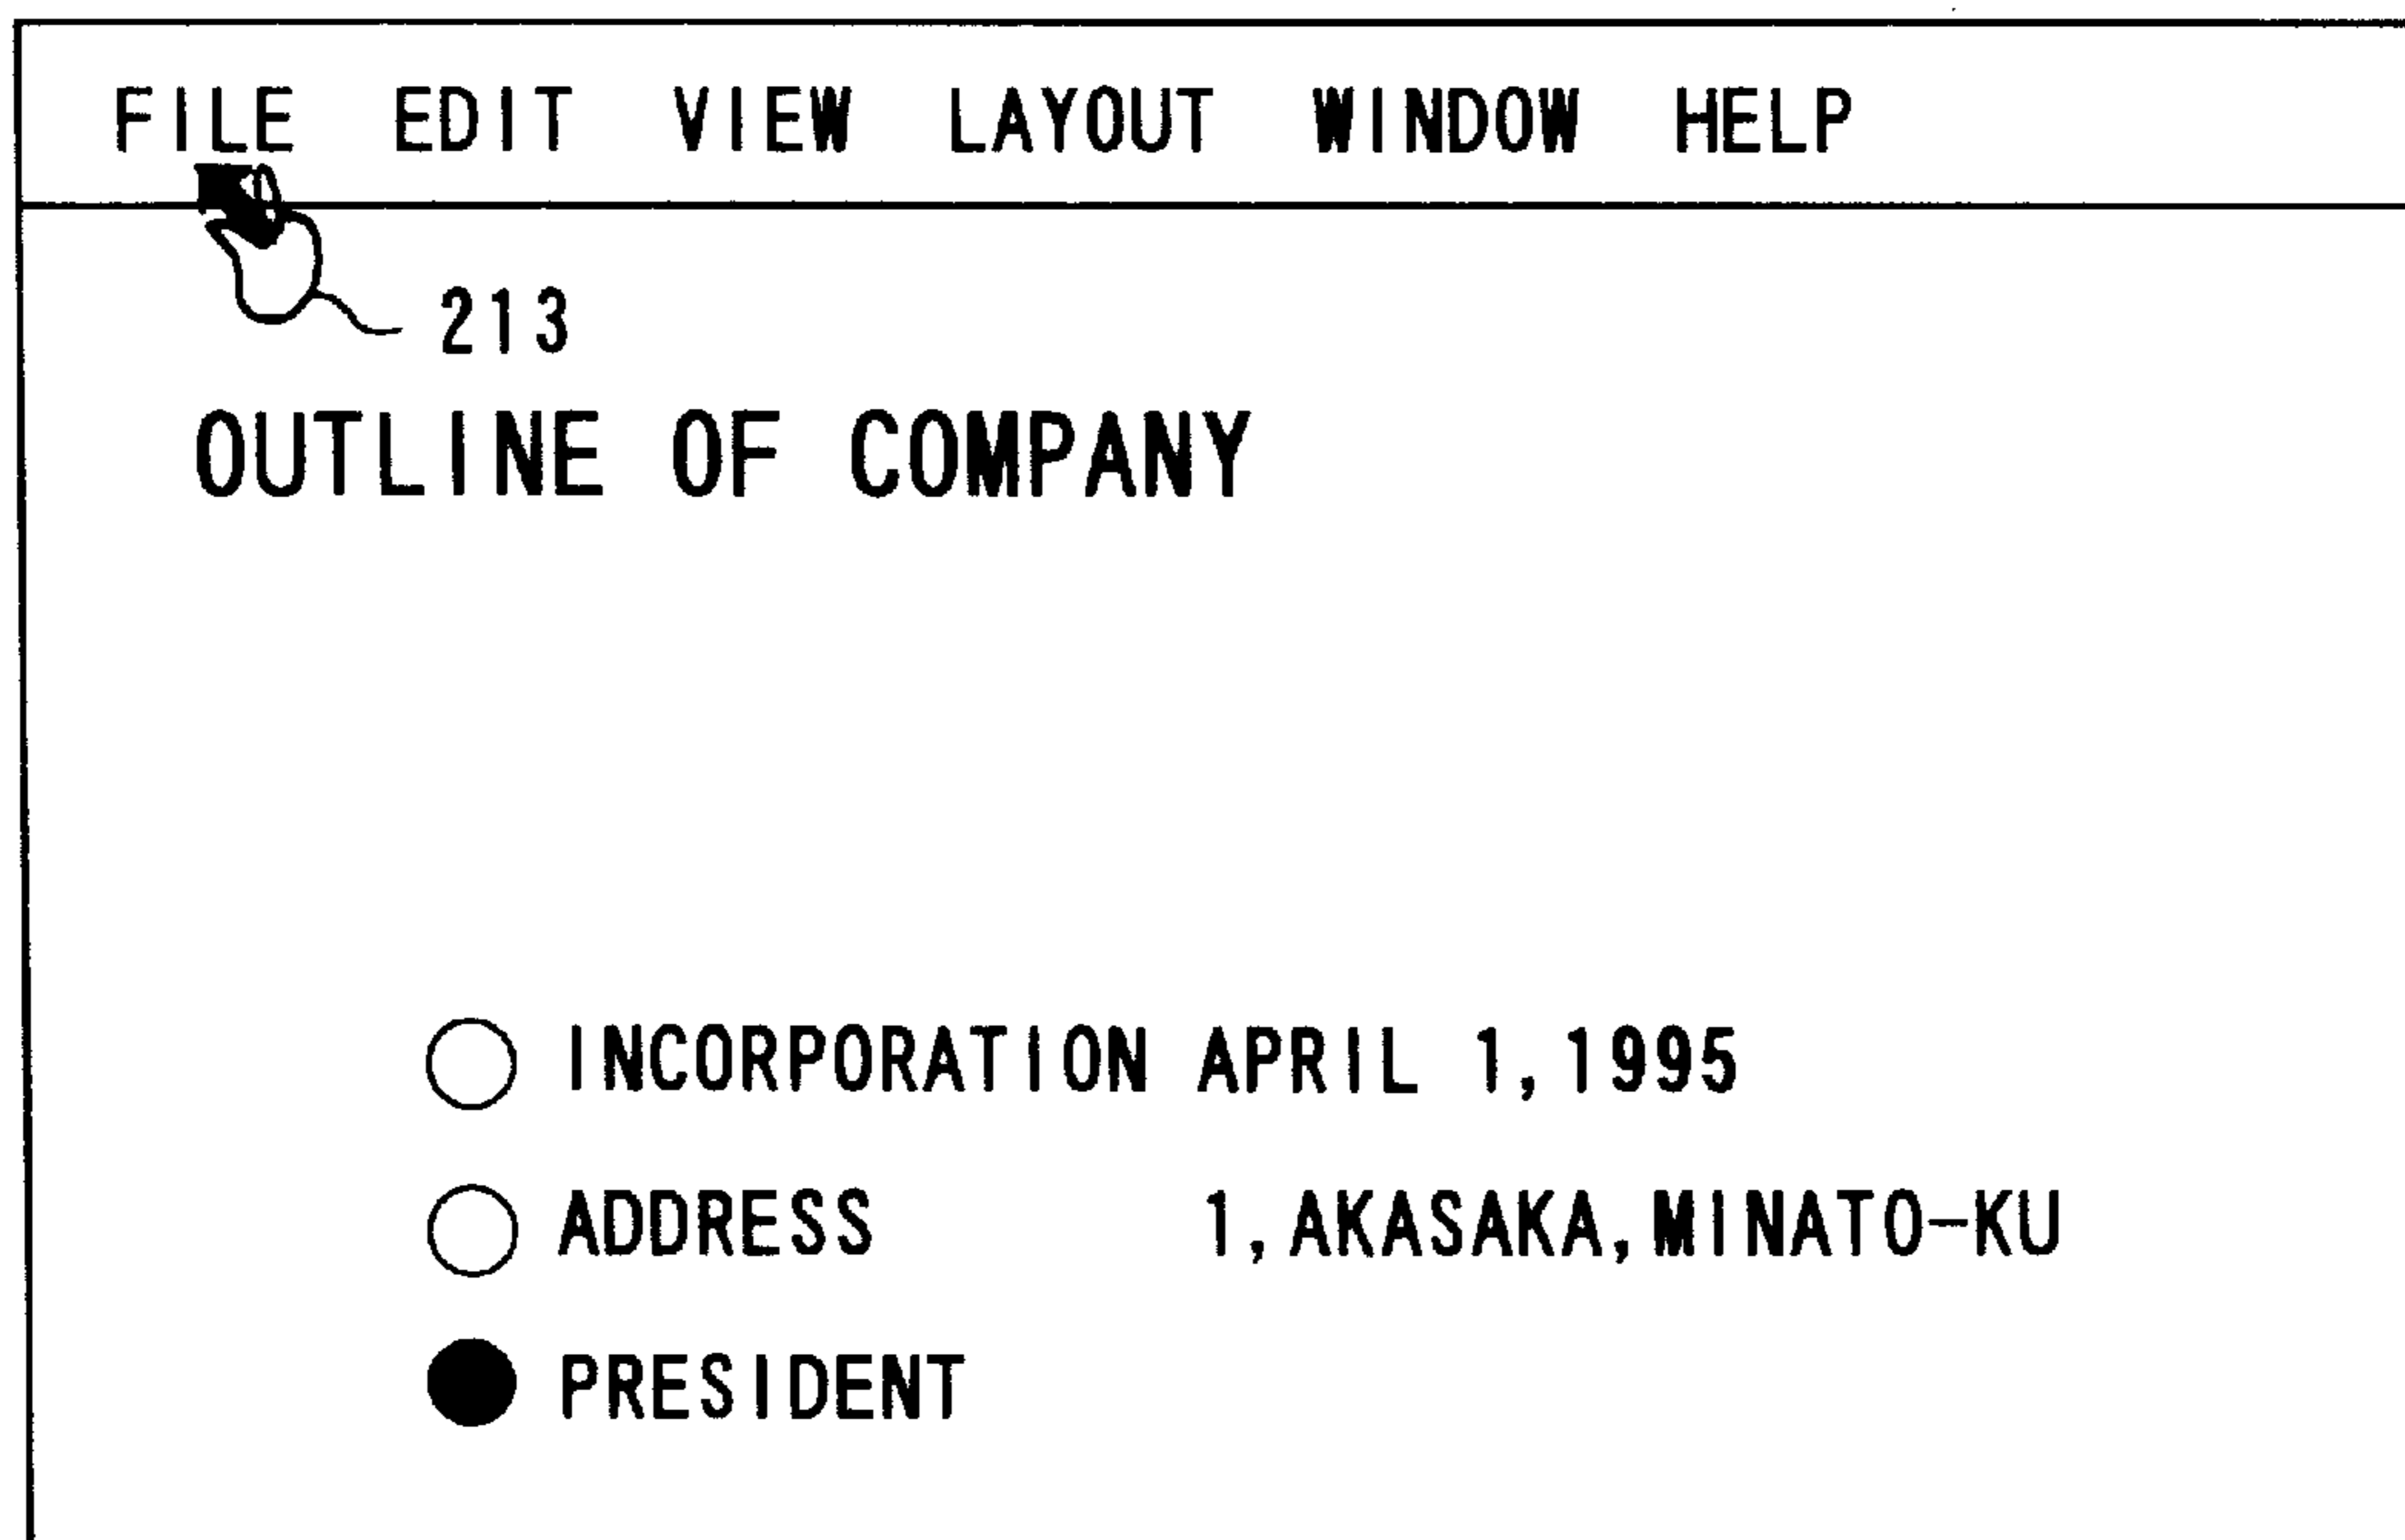 FILE EDIT VIEW LAYOUT WINDOW HELP
213
OUTLINE OF COMPANY
INCORPORATION APRIL 1,1995
ADDRESS 1,AKASAKA,MINATO-KU
PRESIDENT